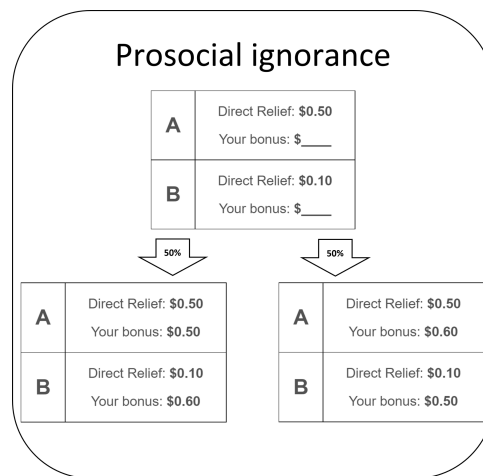 Prosocial ignorance
A
Direct Relief: $0.50
Your bonus: $____
B
Direct Relief: $0.10
Your bonus: $____
50%
50%
A
Direct Relief: $0.50
Your bonus: $0.50
B
Direct Relief: $0.10
Your bonus: $0.60
A
Direct Relief: $0.50
Your bonus: $0.60
B
Direct Relief: $0.10
Your bonus: $0.50